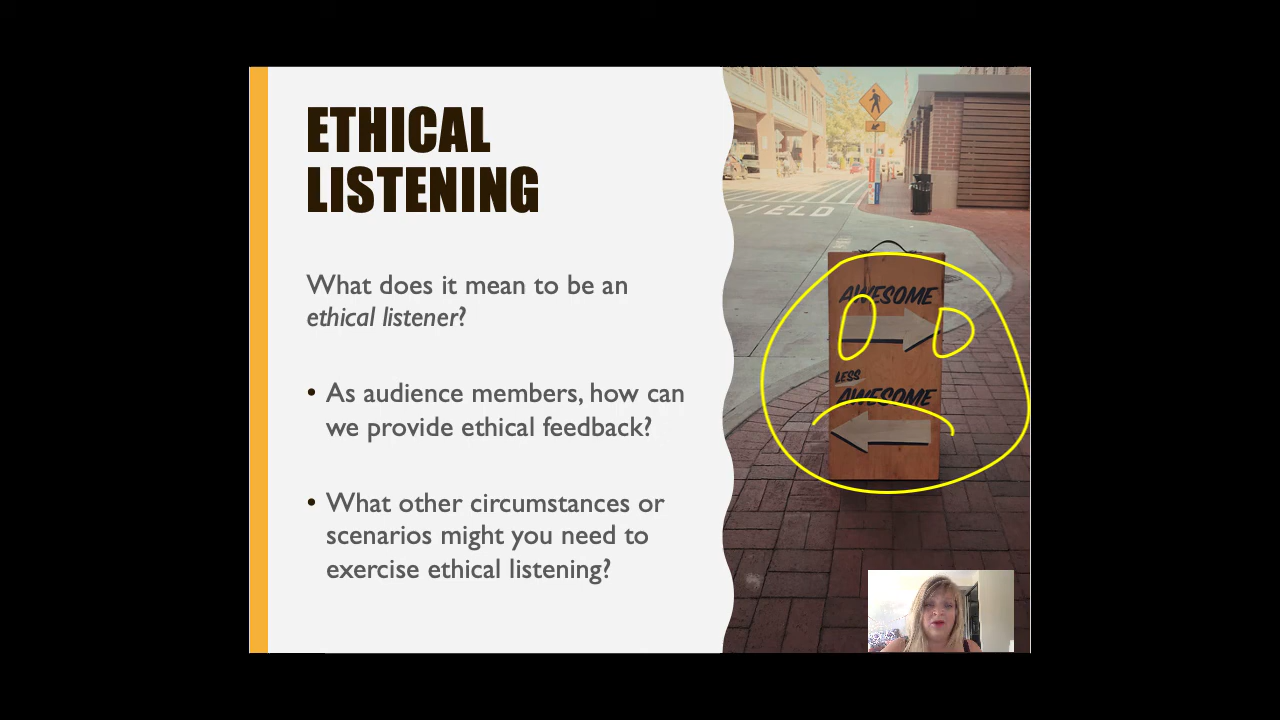 ETHICAL
LISTENING
What does it mean to be an
ethical listener?
• As audience members, how can
we provide ethical feedback?
• What other circumstances or
scenarios might you need to
exercise ethical listening?
YIELD
AWESOME
LESS
AWESOME